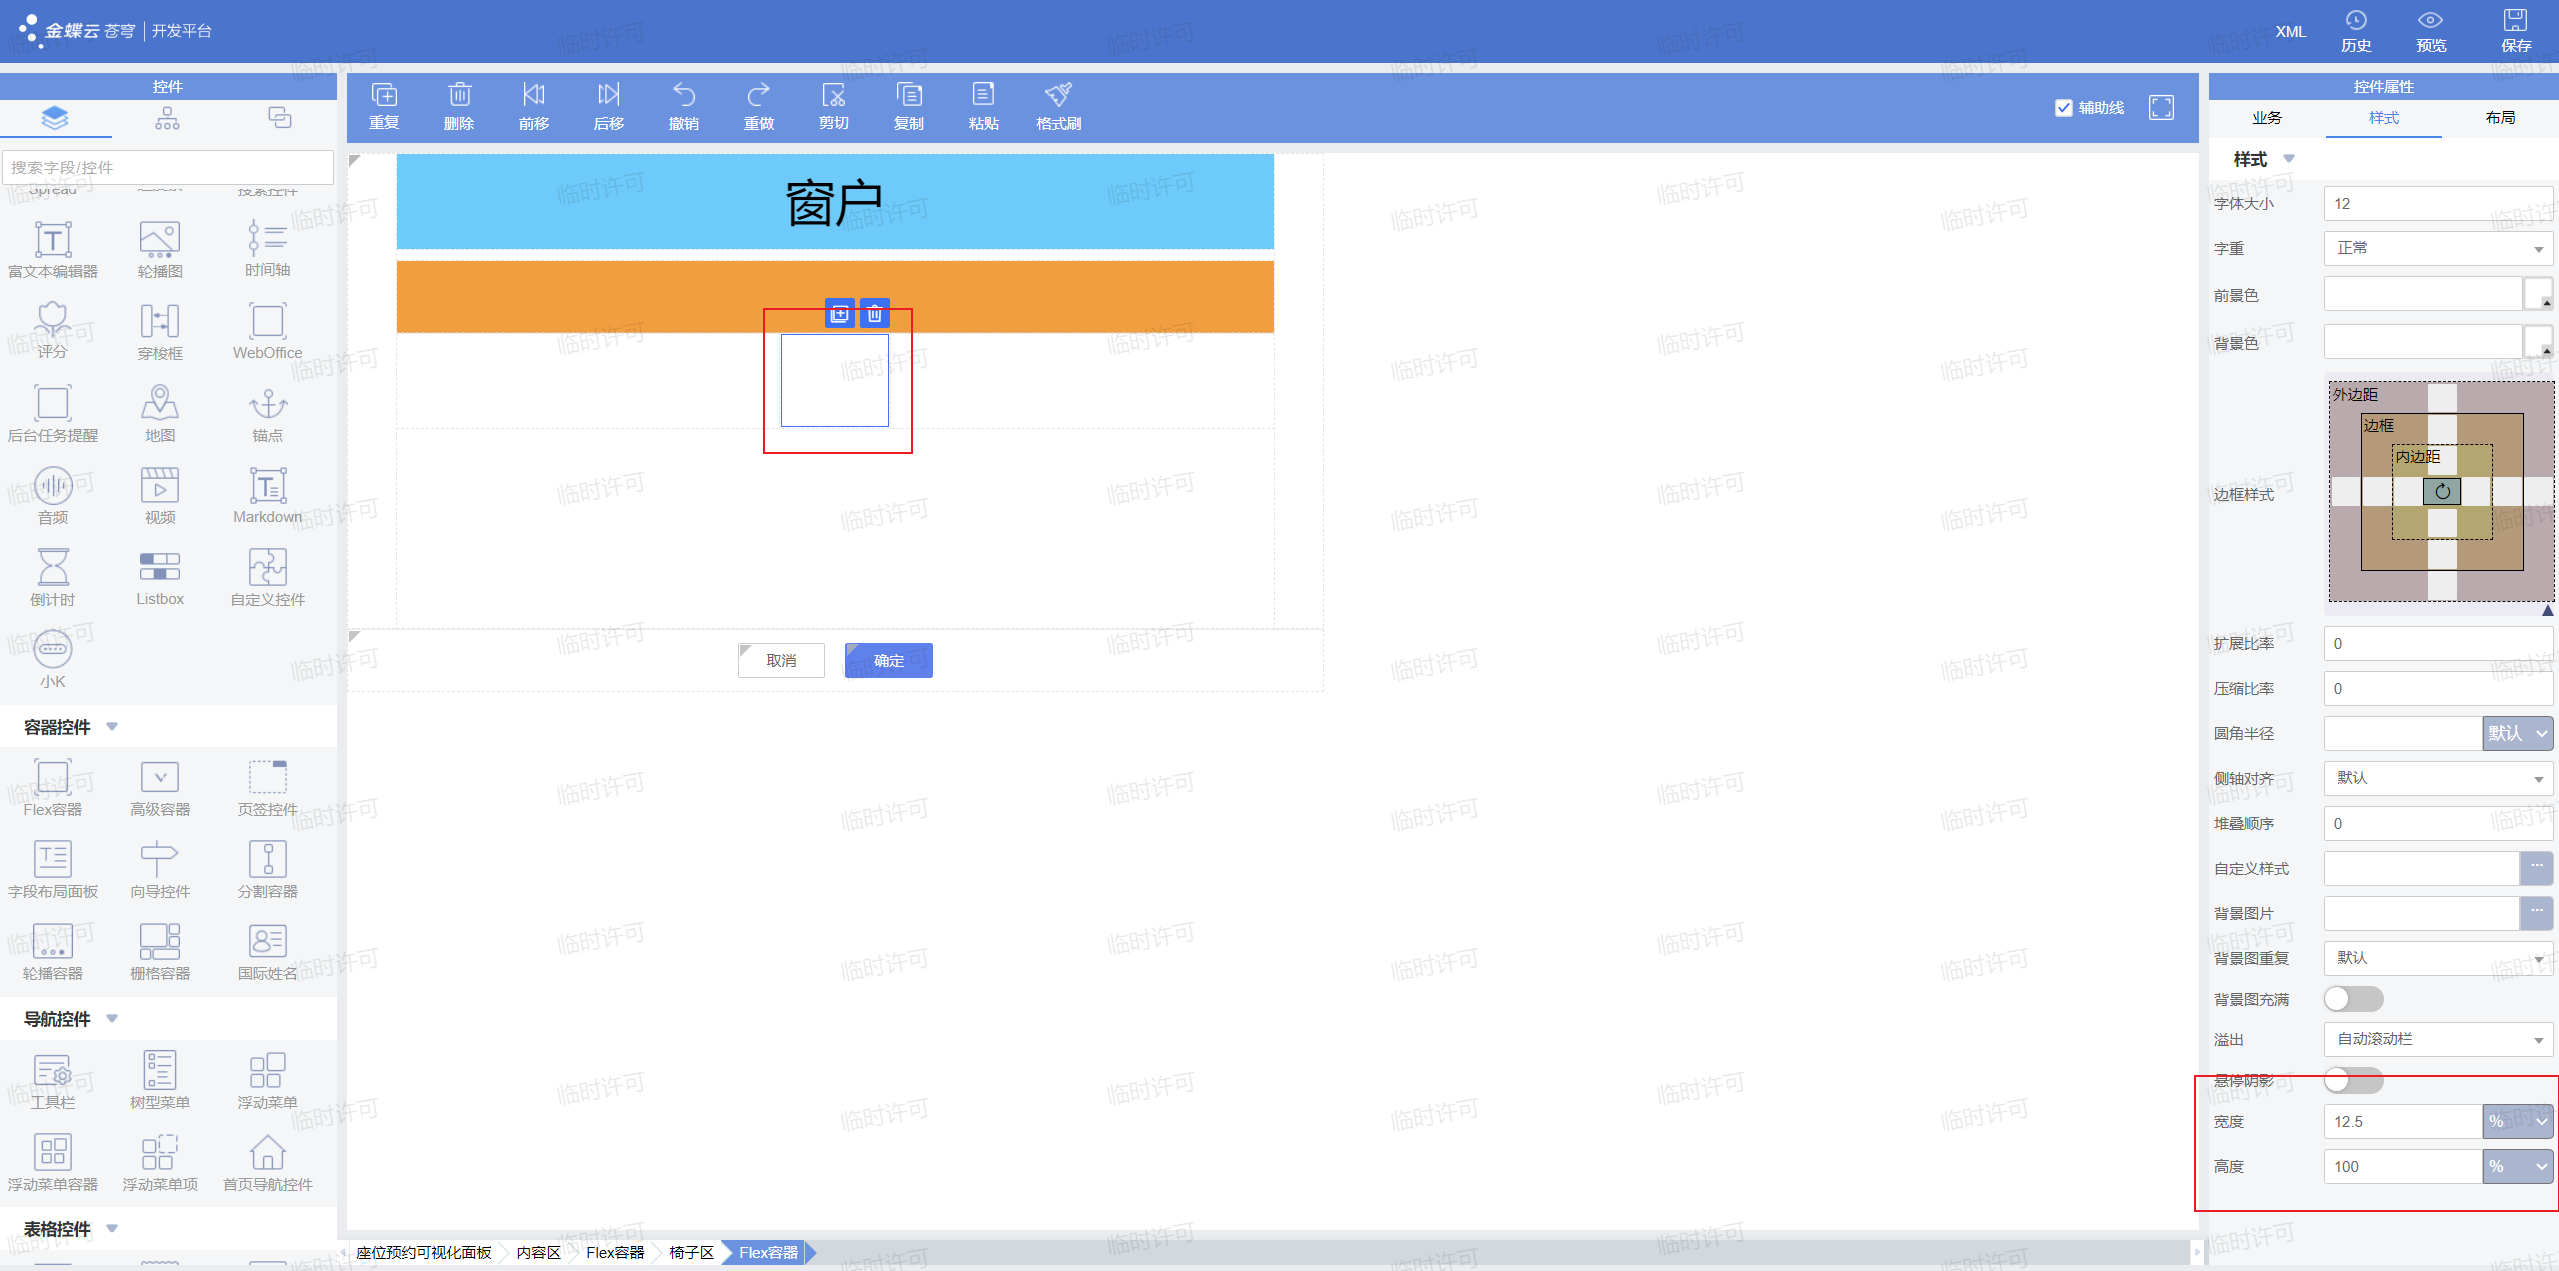 金蝶云 苍穹 开发平台
XML
历史
预览
保存
控件
搜索字段/控件
Spread
搜索控件
富文本编辑器
轮播图
时间轴
评分
穿梭框
WebOffice
后台任务提醒
地图
锚点
音频
视频
Markdown
倒计时
Listbox
自定义控件
小K
容器控件
Flex容器
高级容器
页签控件
字段布局面板
向导控件
分割容器
轮播容器
栅格容器
国际姓名
导航控件
工具栏
树型菜单
浮动菜单
浮动菜单容器
浮动菜单项
首页导航控件
表格控件
重复
删除
前移
后移
撤销
重做
剪切
复制
粘贴
格式刷
辅助线
窗户
取消
确定
座位预约可视化面板
内容区
Flex容器
椅子区
Flex容器
控件属性
业务
样式
布局
样式
字体大小
12
字重
正常
前景色
背景色
边框样式
外边距
边框
内边距
扩展比率
0
压缩比率
0
圆角半径
默认
侧轴对齐
默认
堆叠顺序
0
自定义样式
...
背景图片
...
背景图重复
默认
背景图充满
溢出
自动滚动栏
悬停阴影
宽度
12.5
%
高度
100
%
临时许可